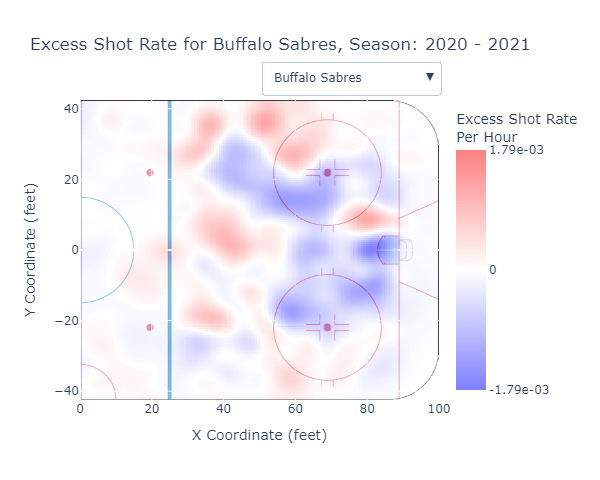 Excess Shot Rate for Buffalo Sabres, Season: 2020 - 2021
Buffalo Sabres ▼
Excess Shot Rate
Per Hour
1.79e-03
0
-1.79e-03
40
20
0
−20
−40
Y Coordinate (feet)
0 20 40 60 80 100
X Coordinate (feet)